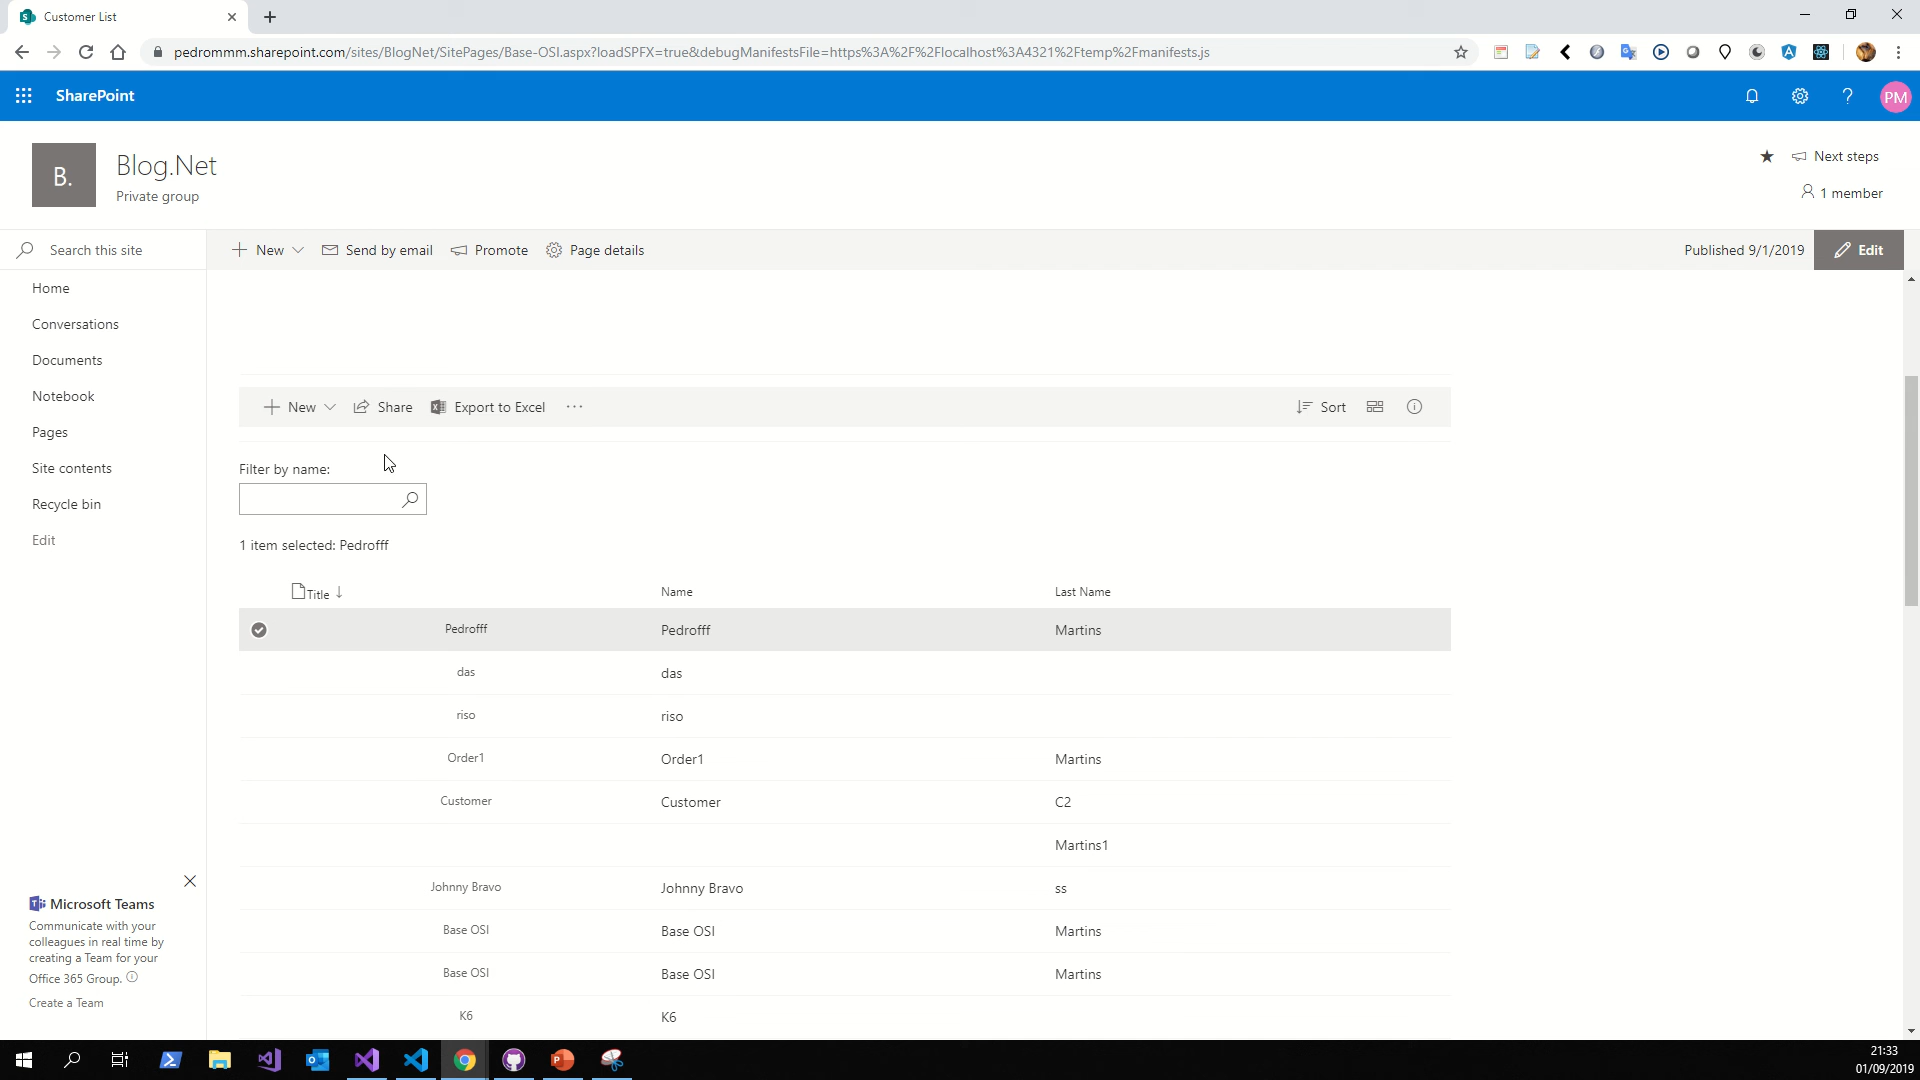 Customer List
pedrommm.sharepoint.com/sites/BlogNet/SitePages/Base-OSI.aspx?loadSPFX=true&debugManifestsFile=https%3A%2F%2Flocalhost%3A4321%2Ftemp%2Fmanifests.js
SharePoint
PM
B.
Blog.Net
Private group
Next steps
1 member
Search this site
New
Send by email
Promote
Page details
Published 9/1/2019
Edit
Home
Conversations
Documents
Notebook
Pages
Site contents
Recycle bin
Edit
New
Share
Export to Excel
Sort
Filter by name:
1 item selected: Pedrofff
Title Name Last Name
Pedrofff Pedrofff Martins
das das
riso riso
Order1 Order1 Martins
Customer Customer C2
Martins1
Johnny Bravo Johnny Bravo ss
Base OSI Base OSI Martins
Base OSI Base OSI Martins
K6 K6
Microsoft Teams
Communicate with your
colleagues in real time by
creating a Team for your
Office 365 Group.
Create a Team
21:33
01/09/2019